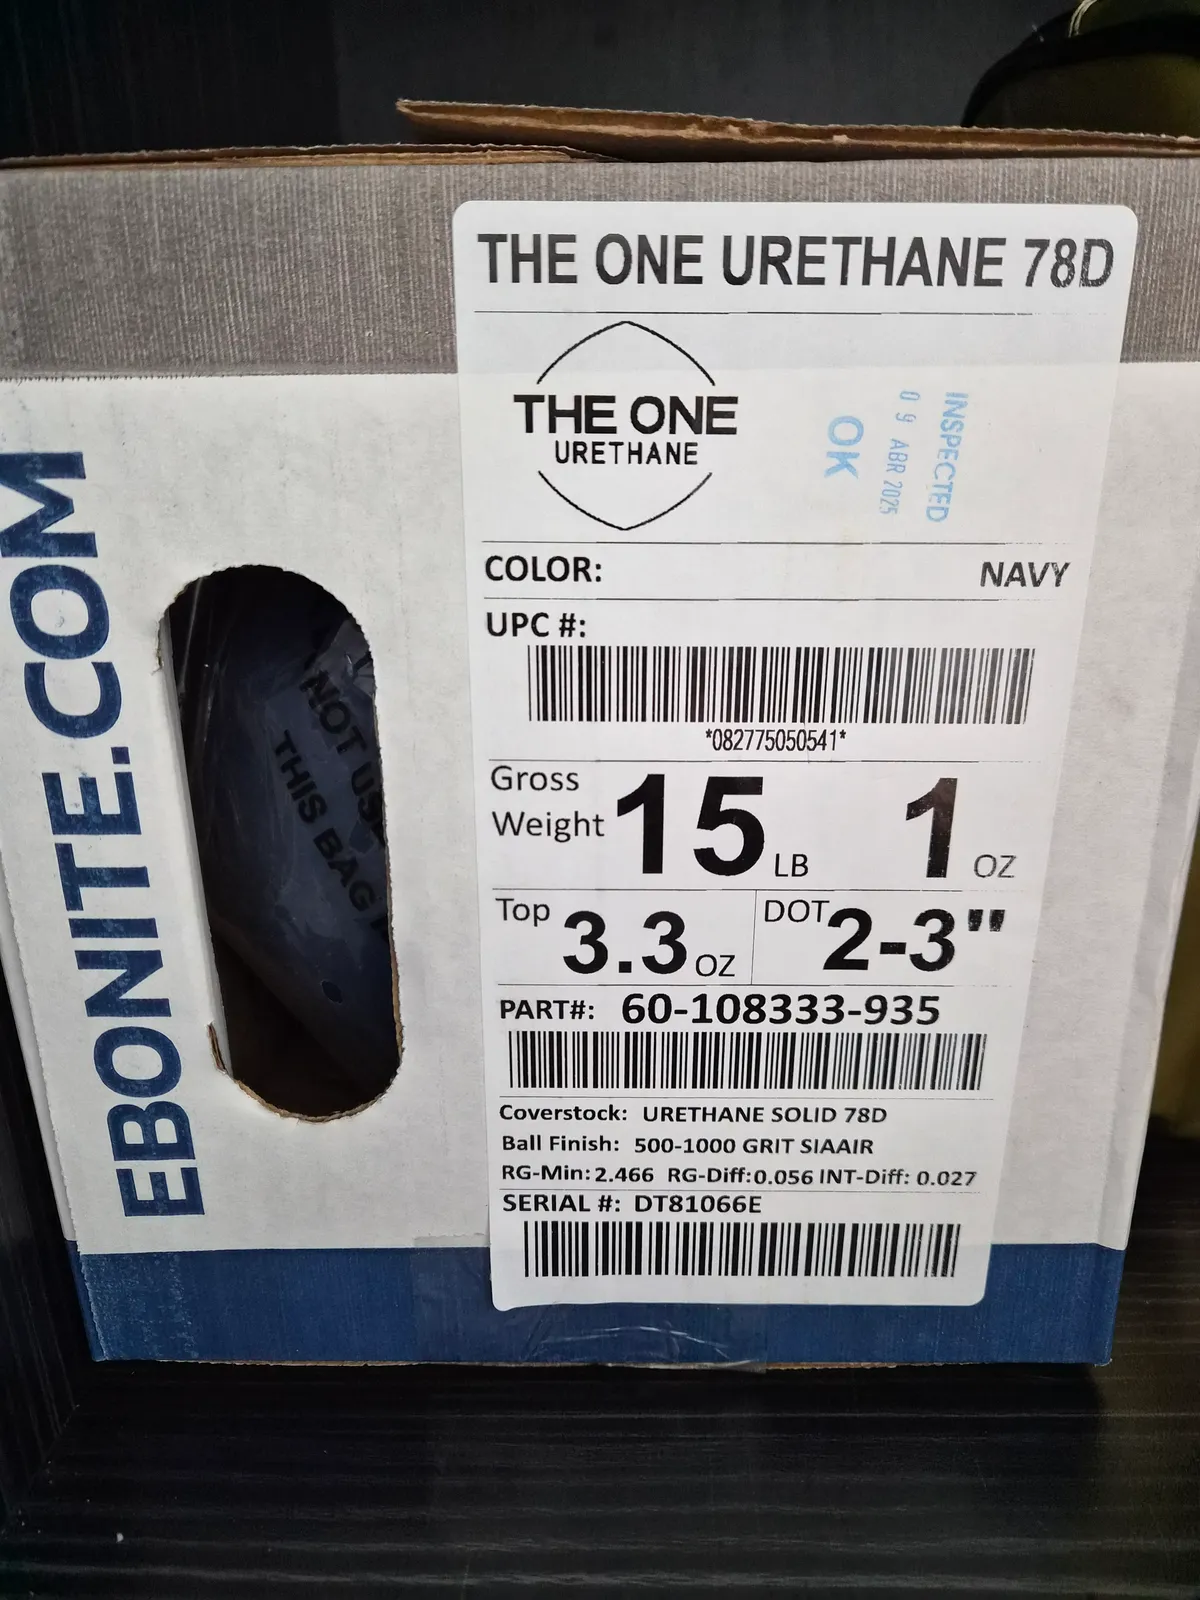 THE ONE URETHANE 78D
THE ONE
URETHANE
INSPECTED
09 ABR 2025
OK
COLOR: NAVY
UPC #:
*082775050541*
Gross Weight 15 LB 1 OZ
Top 3.3 OZ DOT 2-3"
PART#: 60-108333-935
Coverstock: URETHANE SOLID 78D
Ball Finish: 500-1000 GRIT SIAAIR
RG-Min: 2.466 RG-Diff: 0.056 INT-Diff: 0.027
SERIAL #: DT81066E
EBONITE.COM
NOT US
THIS BAG